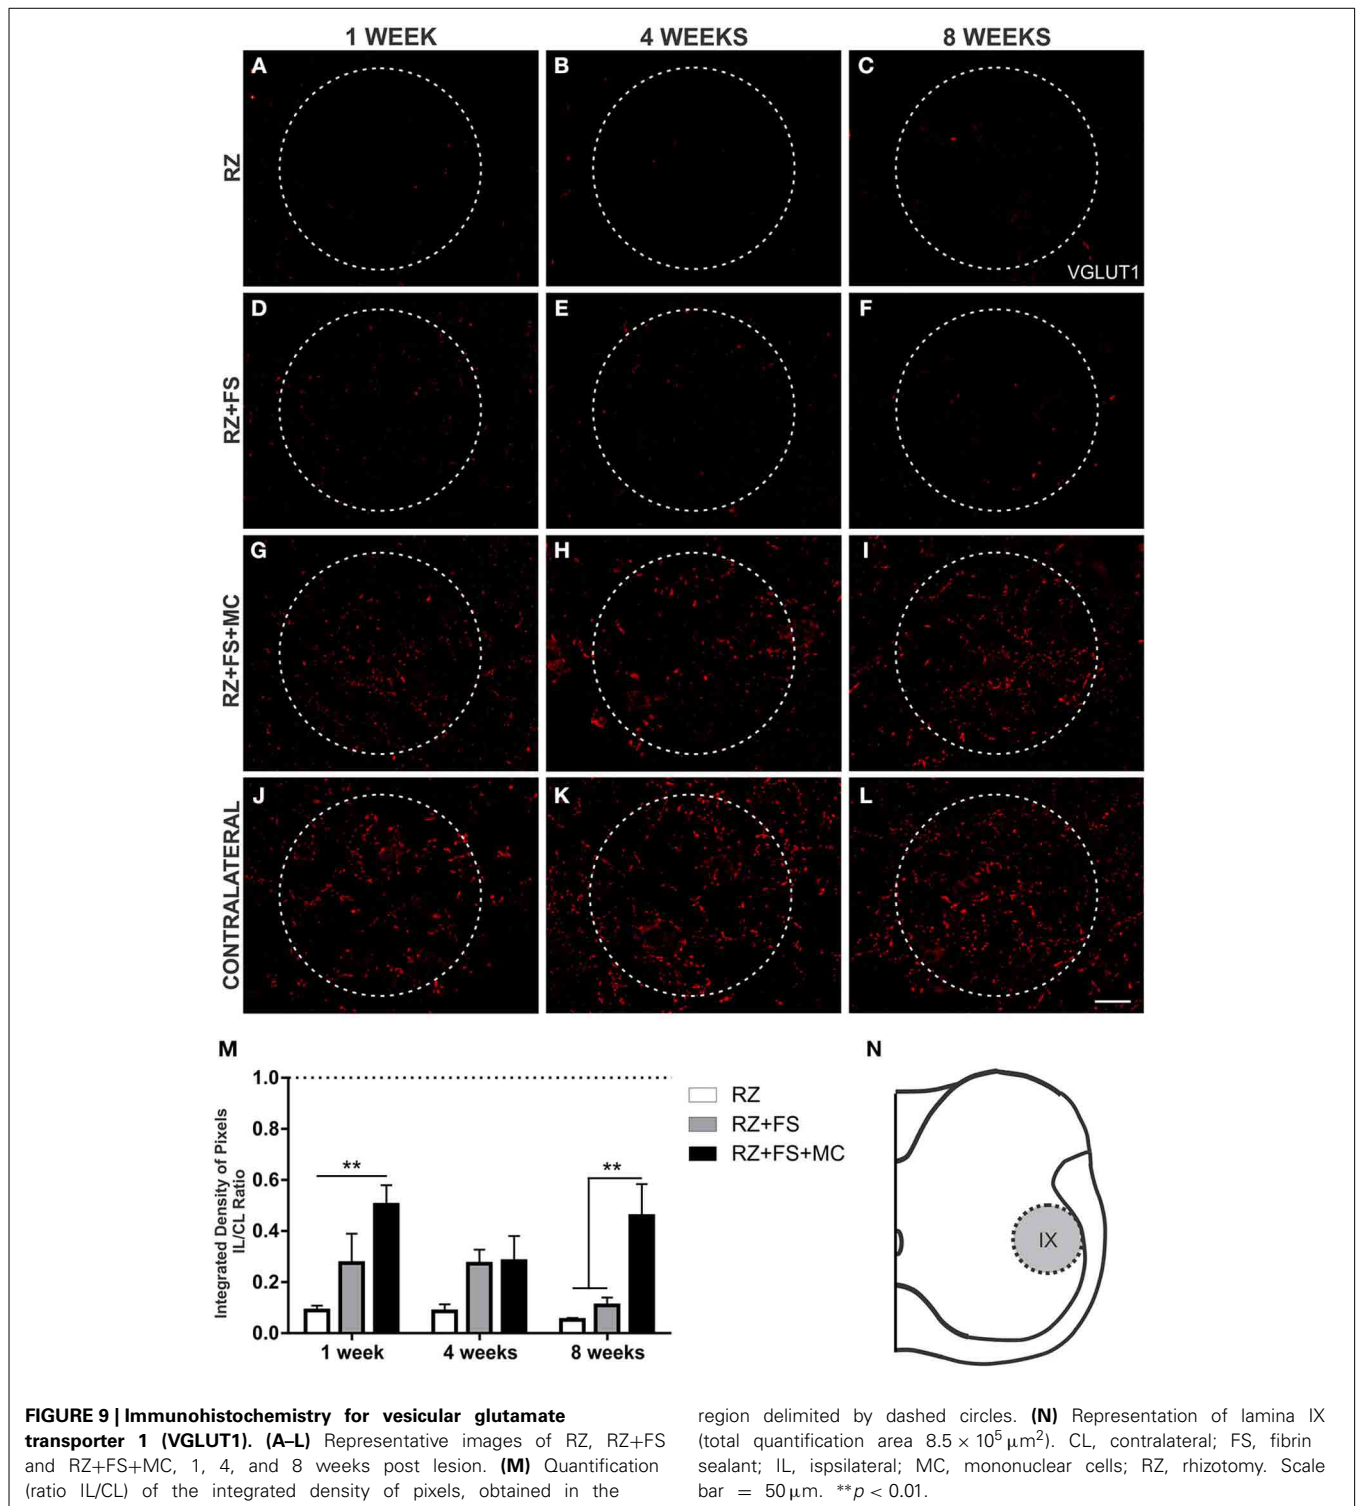 1 WEEK 4 WEEKS 8 WEEKS
A B C
RZ
VGLUT1
D E F
RZ+FS
G H I
RZ+FS+MC
J K L
CONTRALATERAL
M
Integrated Density of Pixels
IL/CL Ratio
1.0
0.8
0.6
0.4
0.2
0.0
**
**
1 week 4 weeks 8 weeks
RZ
RZ+FS
RZ+FS+MC
N
IX
FIGURE 9 | Immunohistochemistry for vesicular glutamate
transporter 1 (VGLUT1). (A–L) Representative images of RZ, RZ+FS
and RZ+FS+MC, 1, 4, and 8 weeks post lesion. (M) Quantification
(ratio IL/CL) of the integrated density of pixels, obtained in the
region delimited by dashed circles. (N) Representation of lamina IX
(total quantification area 8.5 × 10⁵ μm²). CL, contralateral; FS, fibrin
sealant; IL, ispsilateral; MC, mononuclear cells; RZ, rhizotomy. Scale
bar = 50 μm. **p < 0.01.